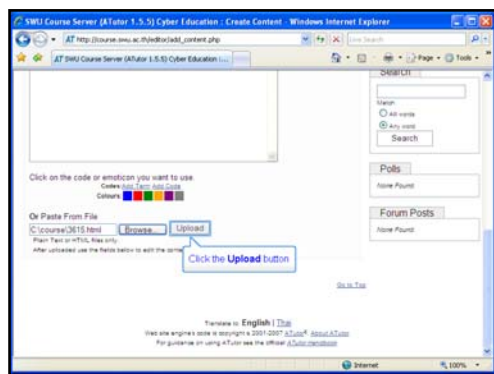 SWU Course Server (ATutor 1.5.5) Cyber Education : Create Content - Windows Internet Explorer
AT http://course.swu.ac.th/editor/add_content.php
Live Search
AT SWU Course Server (ATutor 1.5.5) Cyber Education : ...
Page
Tools
Search
Match
All words
Any word
Search
Click on the code or emoticon you want to use
Codes: Add Term Add Code
Colours:
Polls
None Found.
Or Paste From File
C:\course\3615.html Browse... Upload
Plain Text or HTML files only.
After uploaded use the fields below to edit the
Forum Posts
None Found.
Click the Upload button
Go to Top
Translate to English | Thai
Web site engine's code is copyright © 2001-2007 ATutor®. About ATutor.
For guidance on using ATutor see the official ATutor Handbook.
Internet
100%